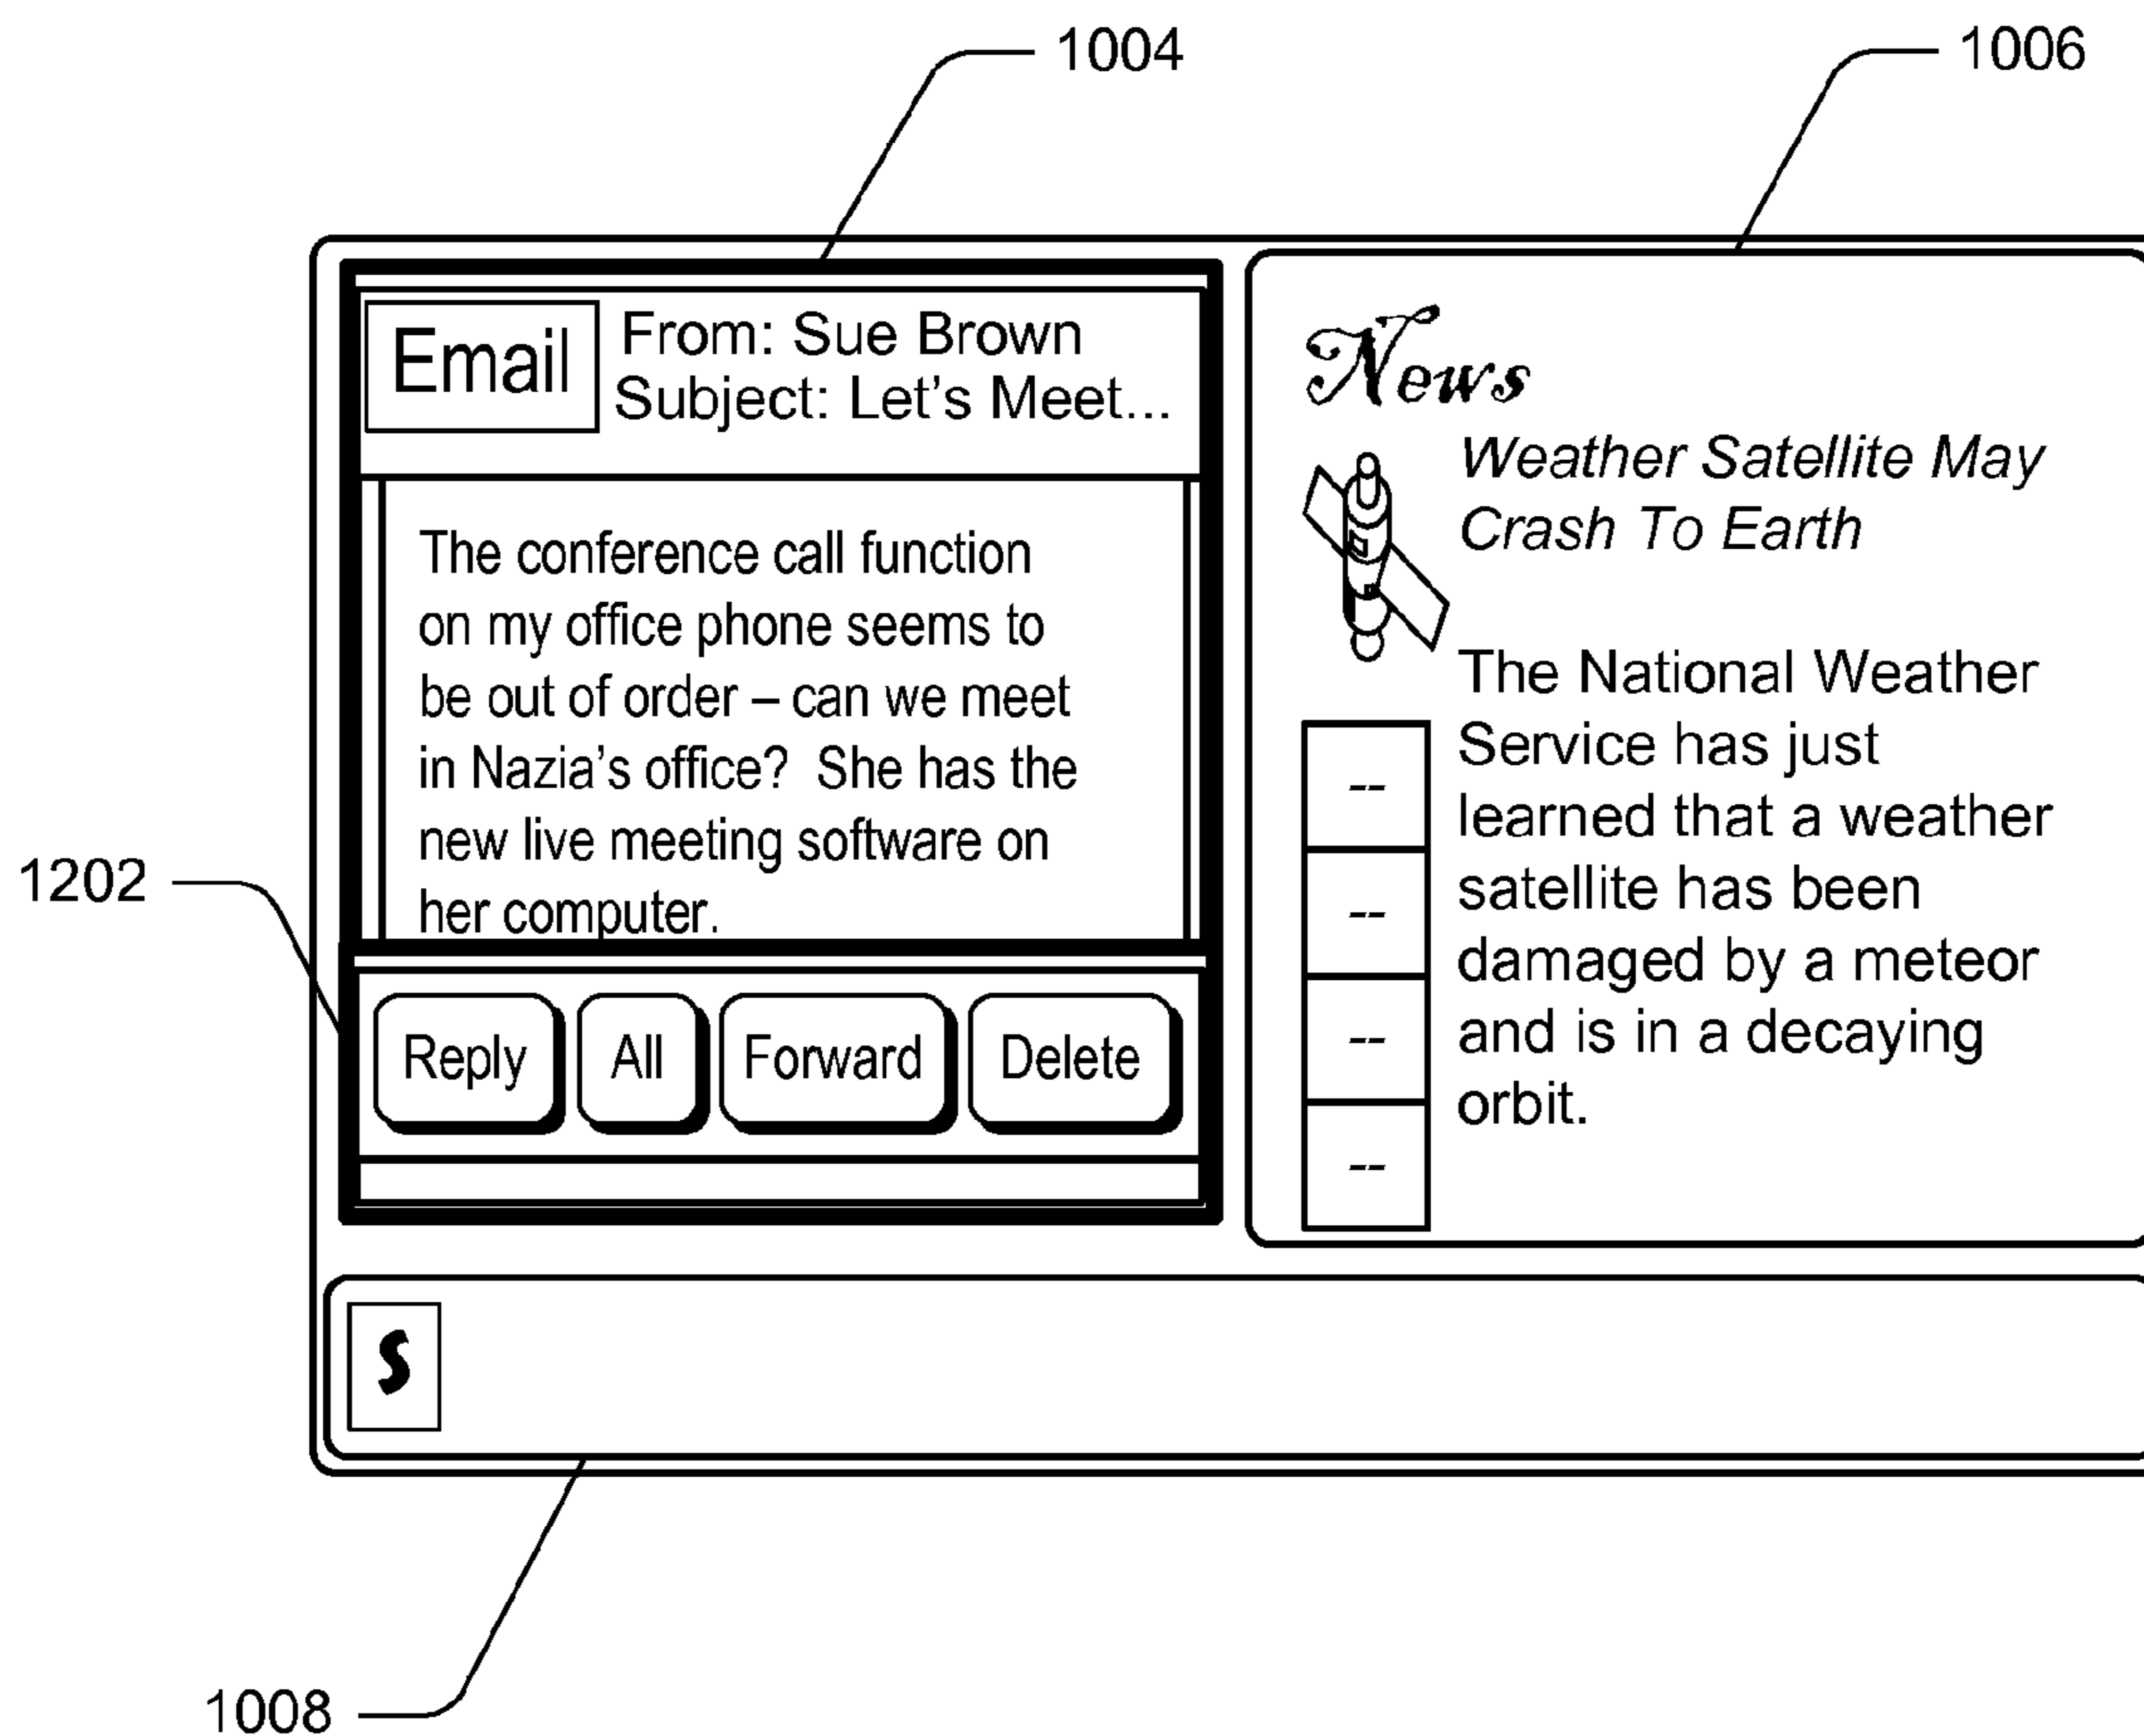 1004
1006
Email
From: Sue Brown
Subject: Let's Meet...
The conference call function
on my office phone seems to
be out of order – can we meet
in Nazia's office?  She has the
new live meeting software on
her computer.
1202
Reply
All
Forward
Delete
News
Weather Satellite May
Crash To Earth
The National Weather
Service has just
learned that a weather
satellite has been
damaged by a meteor
and is in a decaying
orbit.
--
--
--
--
S
1008